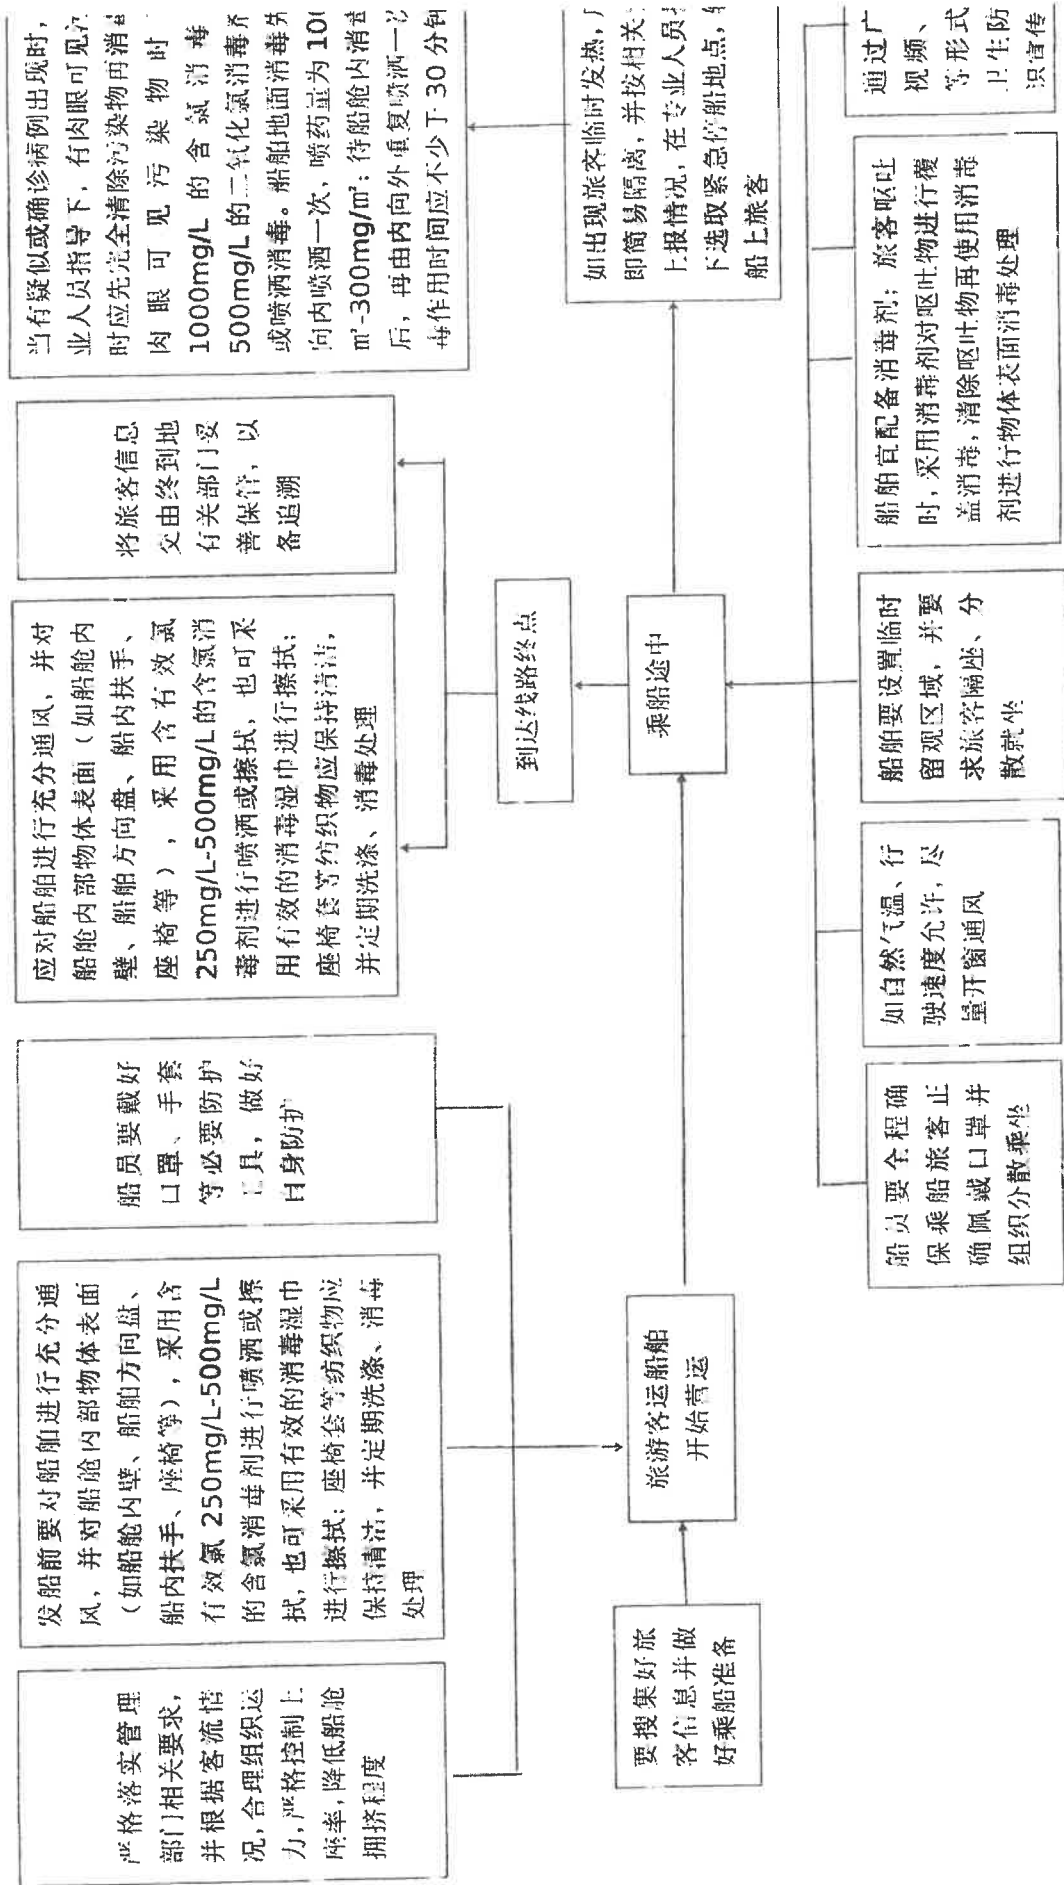 严格落实管理
部门相关要求,
并根据客流情
况,合理组织运
力,严格控制上
座率,降低船舱
拥挤程度
发船前要对船舶进行充分通
风，并对船舱内部物体表面
（如船舱内壁、船舶方向盘、
船内扶手、座椅等），采用含
有效氯 250mg/L-500mg/L
的含氯消毒剂进行喷洒或擦
拭，也可采用有效的消毒湿巾
进行擦拭；座椅套等纺织物应
保持清洁，并定期洗涤、消毒
处理
船员要戴好
口罩、手套
等必要防护
工具，做好
自身防护
应对船舶进行充分通风，并对
船舱内部物体表面（如船舱内
壁、船舶方向盘、船内扶手、
座椅等），采用含有效氯
250mg/L-500mg/L的含氯消
毒剂进行喷洒或擦拭，也可采
用有效的消毒湿巾进行擦拭；
座椅套等纺织物应保持清洁，
并定期洗涤、消毒处理
将旅客信息
交由终到地
有关部门妥
善保管，以
备追溯
当有疑似或确诊病例出现时，
业人员指导下，有肉眼可见污
时应先完全清除污染物再消毒
肉眼可见污染物时
1000mg/L 的含氯消毒
500mg/L 的二氧化氯消毒剂
或喷洒消毒。船舶地面消毒先
向内喷洒一次，喷药量为 100
m²-300mg/m²；待船舱内消毒
后，再由内向外重复喷洒一次
毒作用时间应不少于 30 分钟
要搜集好旅
客信息并做
好乘船准备
旅游客运船舶
开始营运
乘船途中
到达线路终点
如出现旅客临时发热，
即简易隔离，并按相关
上报情况，在专业人员
下选取紧急停船地点，
船上旅客
船员要全程确
保乘船旅客正
确佩戴口罩并
组织分散乘坐
如自然气温、行
驶速度允许，尽
量开窗通风
船舶要设置临时
留观区域，并要
求旅客隔座、分
散就坐
船舶宜配备消毒剂；旅客呕吐
时，采用消毒剂对呕吐物进行覆
盖消毒，清除呕吐物再使用消毒
剂进行物体表面消毒处理
通过广
视频、
等形式
卫生防
识宣传